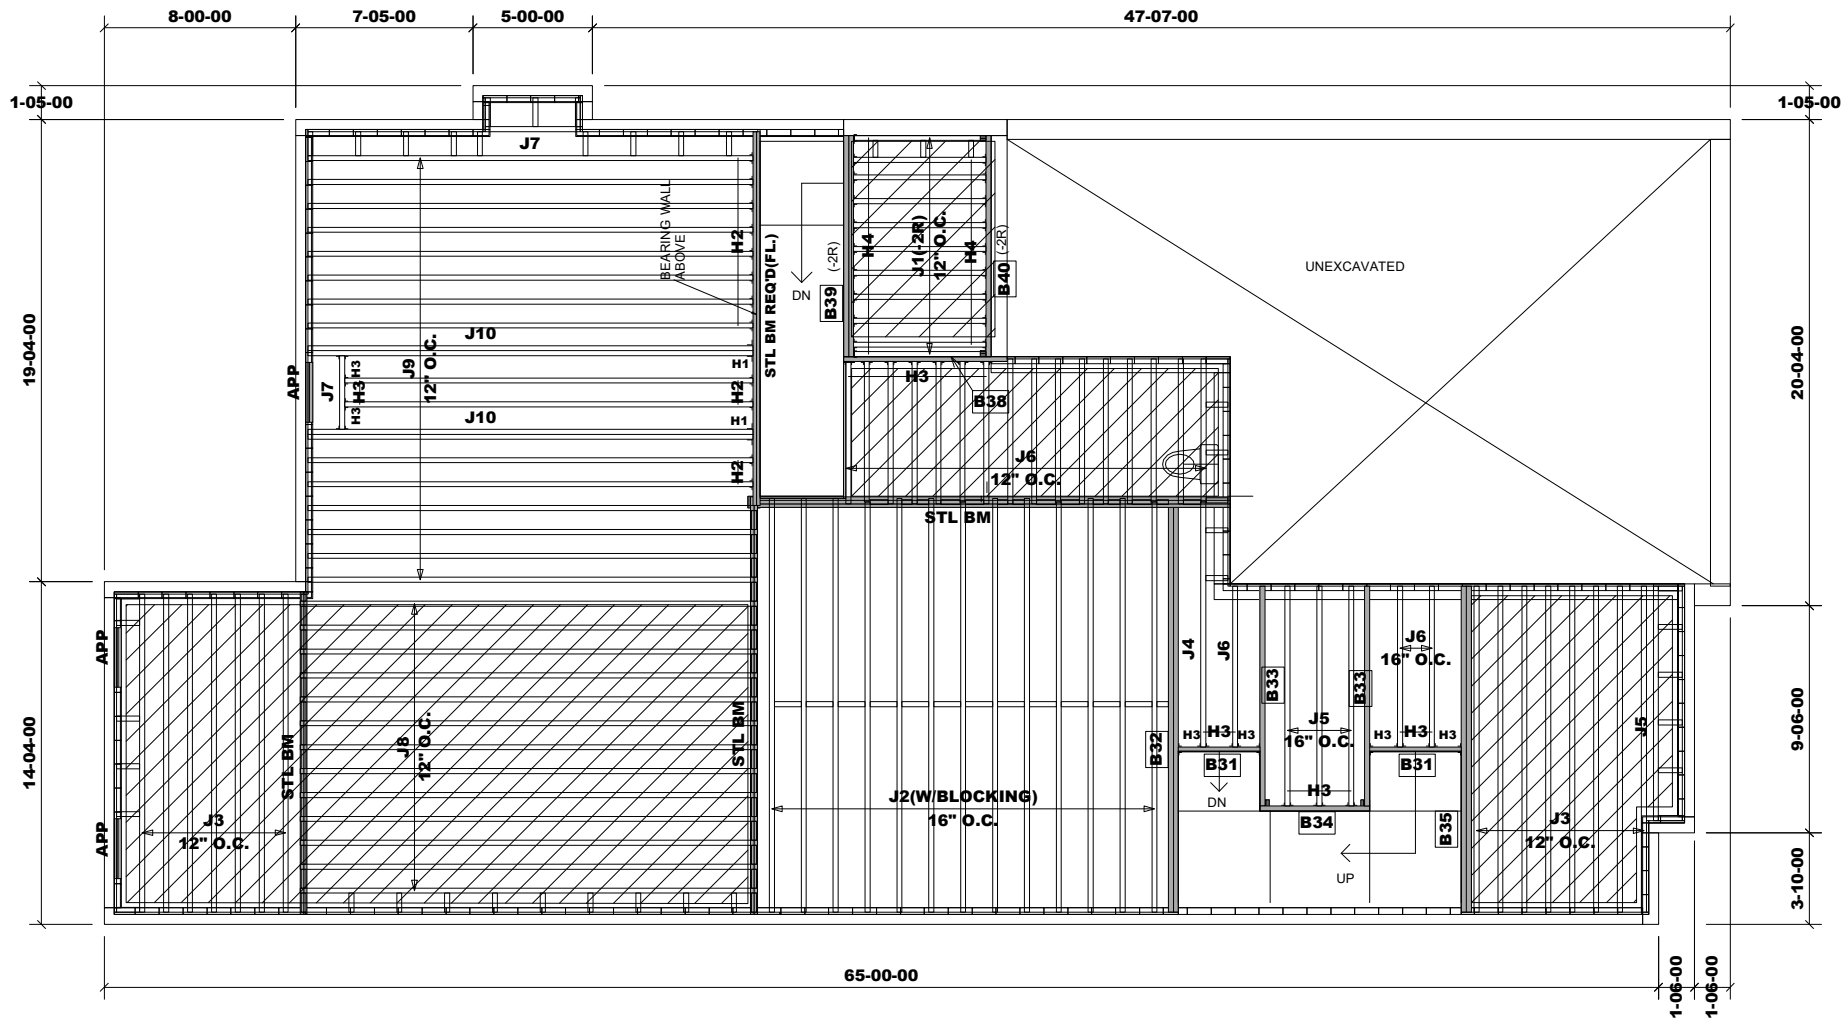 8-00-00
7-05-00
5-00-00
47-07-00
1-05-00
1-05-00
J7
BEARING WALL
ABOVE
H2
STL BM REQ'D(FL.)
(-2R)
B39
DN
H4
J1(-2R)
12" O.C.
H4
(-2R)
B40
UNEXCAVATED
19-04-00
20-04-00
J10
J9
12" O.C.
APP
J7
H3
H3
H3
H1
H2
J10
H1
H2
H3
B38
J6
12" O.C.
STL BM
14-04-00
APP
APP
J3
12" O.C.
STL BM
J8
12" O.C.
STL BM
J2(W/BLOCKING)
16" O.C.
B32
J4
J6
H3
H3
H3
B31
DN
B33
J5
16" O.C.
H3
B34
B33
J6
16" O.C.
H3
H3
H3
B31
B35
UP
J3
12" O.C.
J5
9-06-00
3-10-00
65-00-00
1-06-00
1-06-00